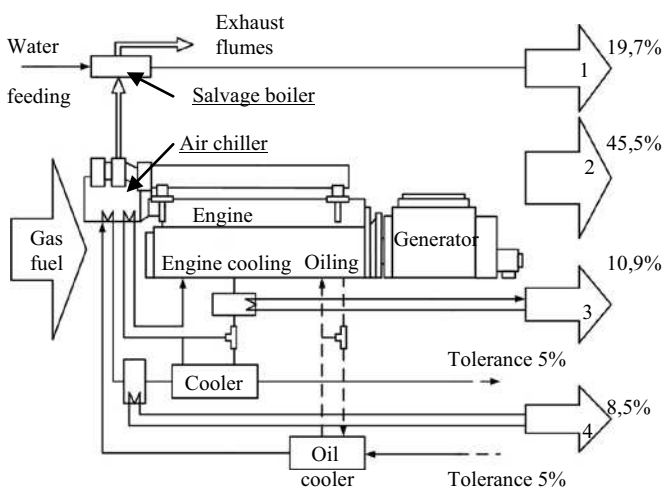 Water
feeding
Exhaust
flumes
Salvage boiler
Air chiller
Gas
fuel
Engine
Engine cooling
Oiling
Generator
Cooler
Oil
cooler
19,7%
1
45,5%
2
10,9%
3
Tolerance 5%
8,5%
4
Tolerance 5%